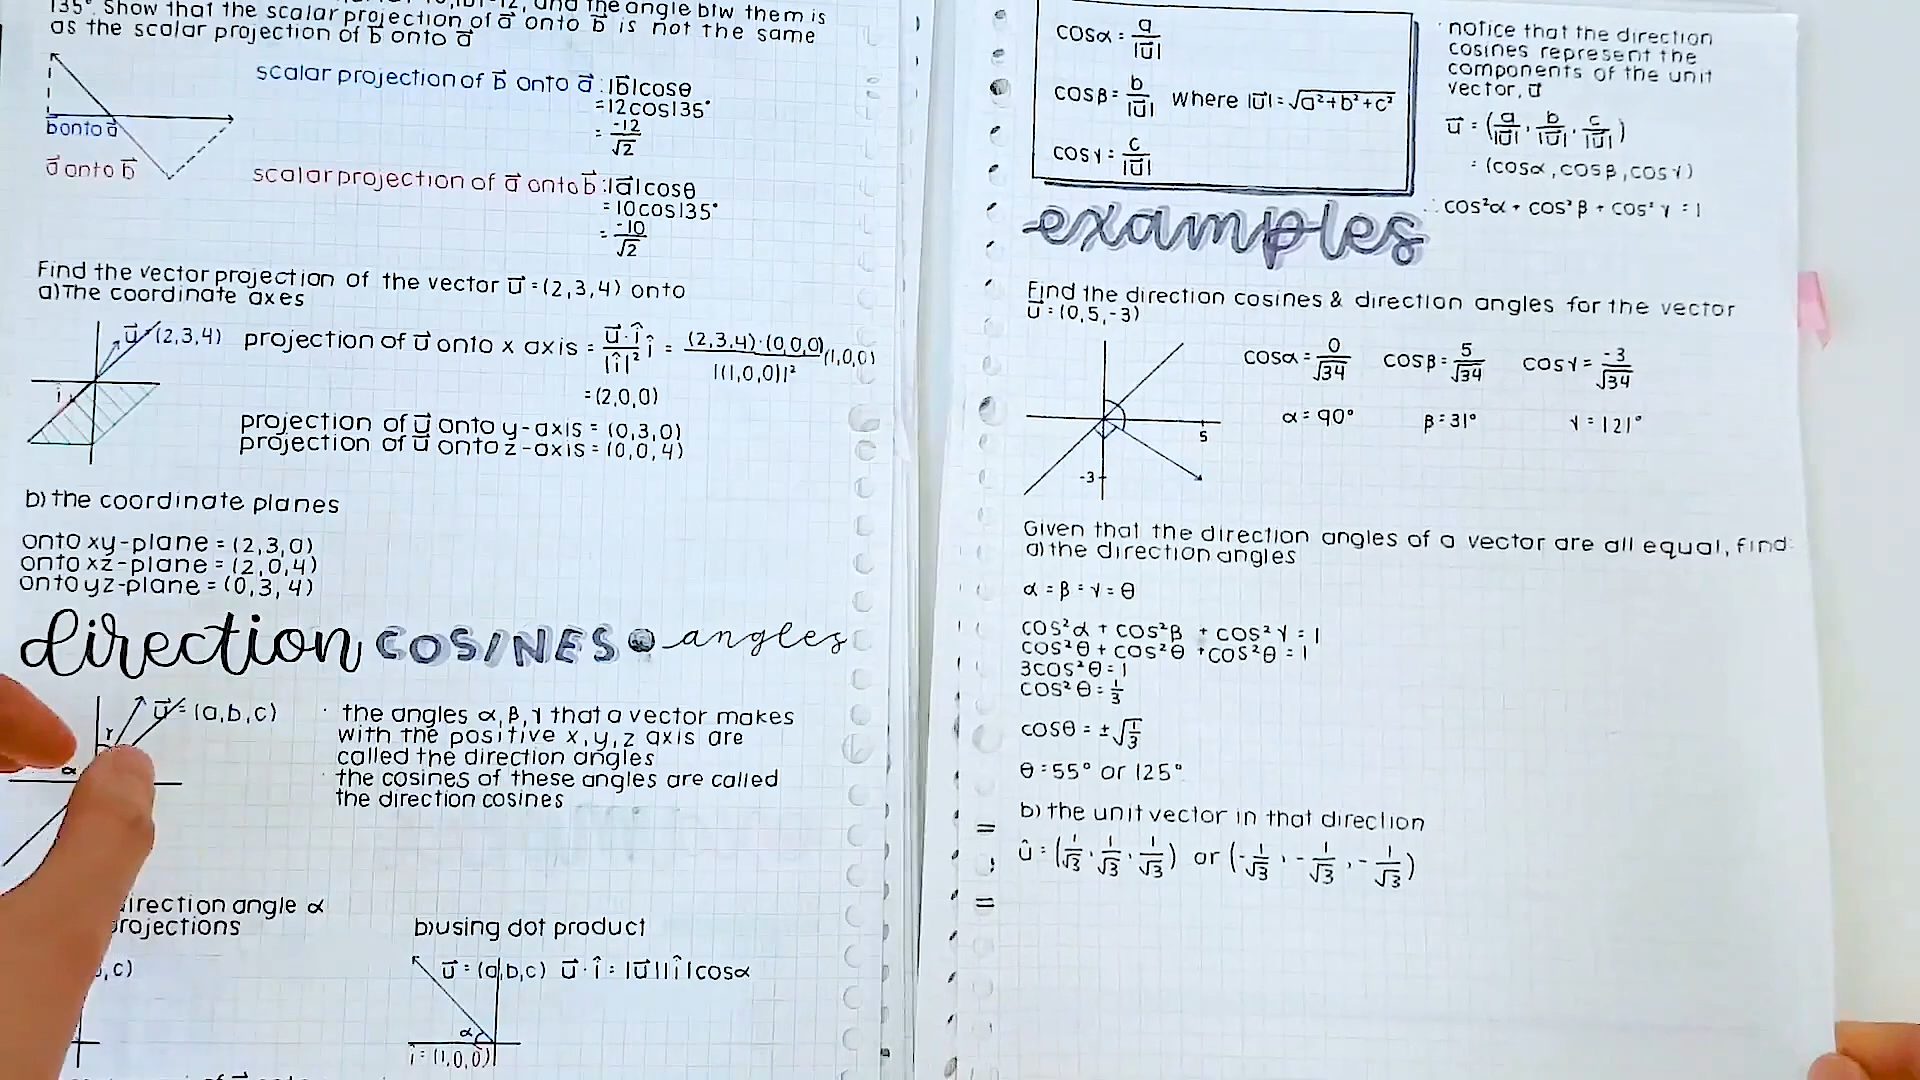 135°. Show that the scalar projection of a⃗ onto b⃗ is not the same
as the scalar projection of b⃗ onto a⃗
scalar projection of b⃗ onto a⃗ : |b⃗|cosθ
= 12cos135°
= -12/√2
b onto a⃗
a⃗ onto b⃗
scalar projection of a⃗ onto b⃗ : |a⃗|cosθ
= 10cos135°
= -10/√2
Find the vector projection of the vector u⃗ = (2,3,4) onto
a) The coordinate axes
u⃗ = (2,3,4)
i
projection of u⃗ onto x axis = (u⃗·î)/|î|² î = ((2,3,4)·(0,0,0))/|(1,0,0)|² (1,0,0)
= (2,0,0)
projection of u⃗ onto y-axis = (0,3,0)
projection of u⃗ onto z-axis = (0,0,4)
b) the coordinate planes
onto xy-plane = (2,3,0)
onto xz-plane = (2,0,4)
onto yz-plane = (0,3,4)
direction COSINES angles
u⃗ = (a,b,c)
γ
α
· the angles α, β, γ that a vector makes
with the positive x, y, z axis are
called the direction angles
· the cosines of these angles are called
the direction cosines
direction angle α
projections
,c)
b) using dot product
u⃗ = (a,b,c) u⃗·î = |u⃗||î|cosα
α
î = (1,0,0)
cosα = a/|u⃗|
cosβ = b/|u⃗| where |u⃗| = √a²+b²+c²
cosγ = c/|u⃗|
· notice that the direction
cosines represent the
components of the unit
vector, u⃗
u⃗ = (a/|u⃗|, b/|u⃗|, c/|u⃗|)
= (cosα, cosβ, cosγ)
∴ cos²α + cos²β + cos²γ = 1
examples
Find the direction cosines & direction angles for the vector
u⃗ = (0,5,-3)
5
-3
cosα = 0/√34 cosβ = 5/√34 cosγ = -3/√34
α = 90° β = 31° γ = 121°
Given that the direction angles of a vector are all equal, find:
a) the direction angles
α = β = γ = θ
cos²α + cos²β + cos²γ = 1
cos²θ + cos²θ + cos²θ = 1
3cos²θ = 1
cos²θ = 1/3
cosθ = ±√1/3
θ = 55° or 125°
b) the unit vector in that direction
û = (1/√3, 1/√3, 1/√3) or (-1/√3, -1/√3, -1/√3)